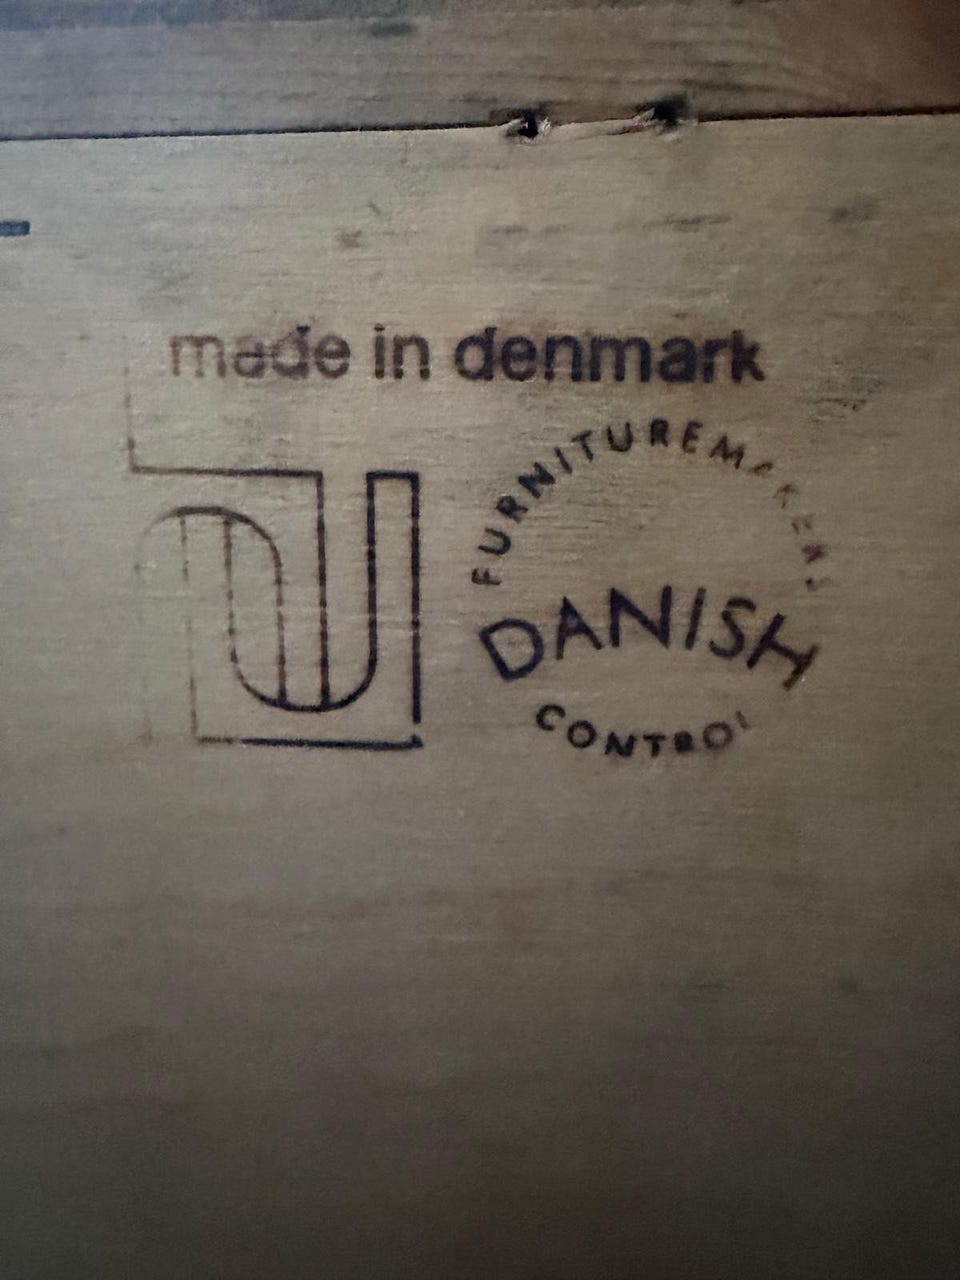 made in denmark
FURNITUREMAKERS
DANISH
CONTROL